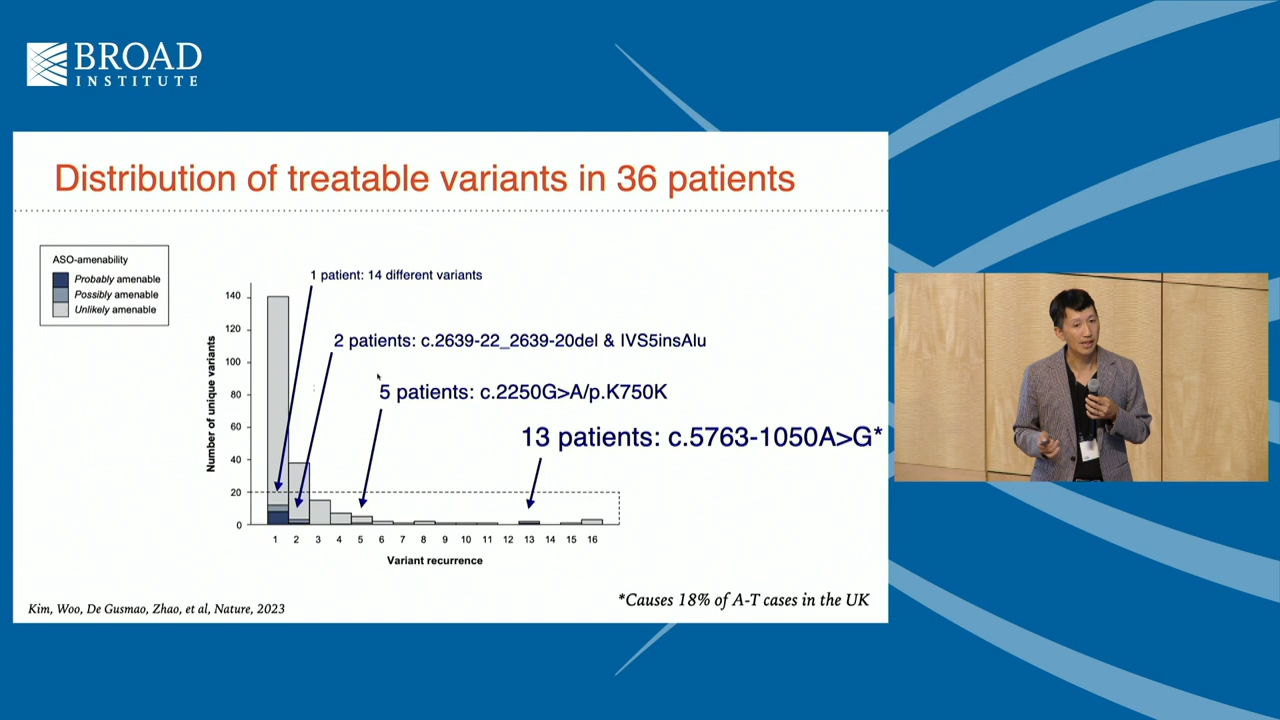 BROAD
INSTITUTE
Distribution of treatable variants in 36 patients
ASO-amenability
Probably amenable
Possibly amenable
Unlikely amenable
1 patient: 14 different variants
2 patients: c.2639-22_2639-20del & IVS5insAlu
5 patients: c.2250G>A/p.K750K
13 patients: c.5763-1050A>G*
Number of unique variants
140
120
100
80
60
40
20
0
1 2 3 4 5 6 7 8 9 10 11 12 13 14 15 16
Variant recurrence
Kim, Woo, De Gusmao, Zhao, et al, Nature, 2023
*Causes 18% of A-T cases in the UK